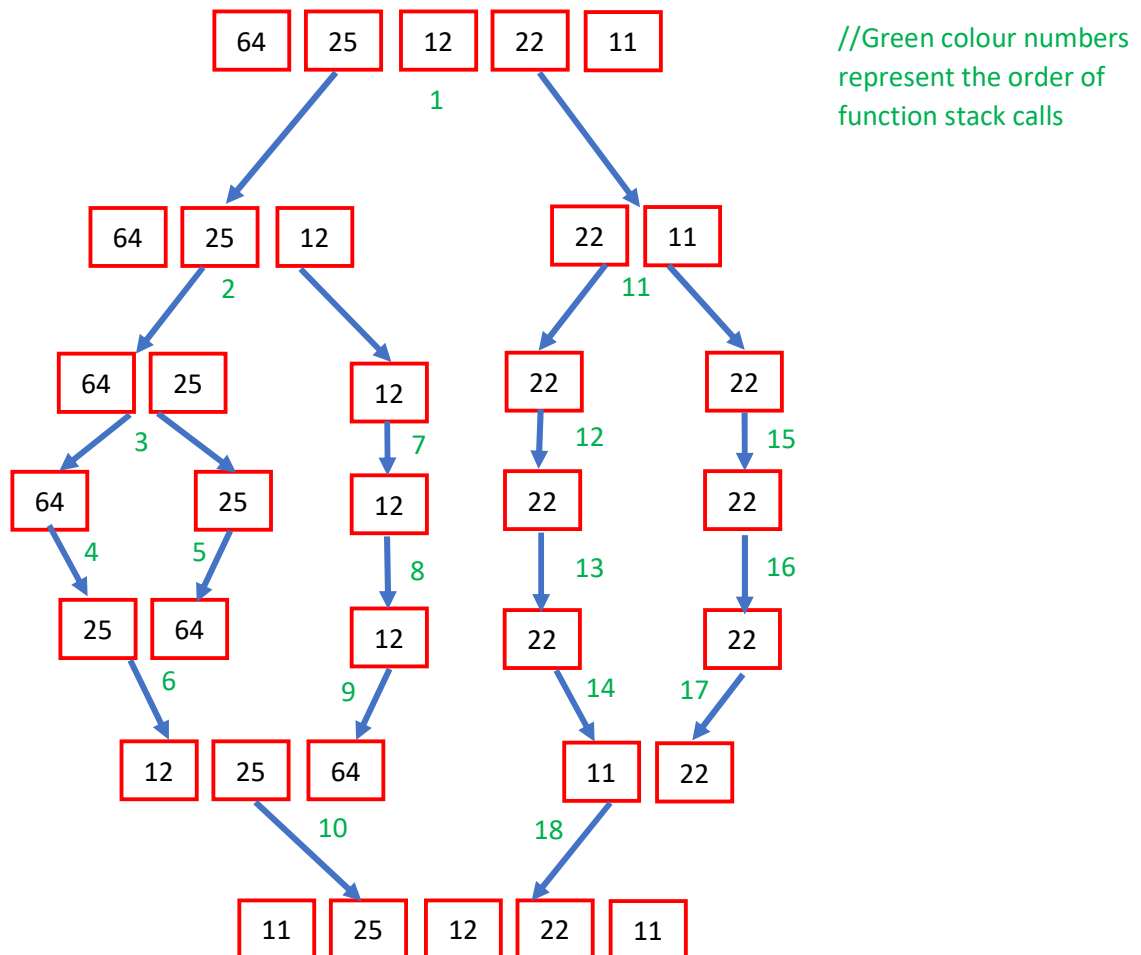 64 25 12 22 11
//Green colour numbers
represent the order of
function stack calls
1
64 25 12 22 11
2 11
64 25 12 22 22
3 7 12 15
64 25 12 22 22
4 5 8 13 16
25 64 12 22 22
6 9 14 17
12 25 64 11 22
10 18
11 25 12 22 11